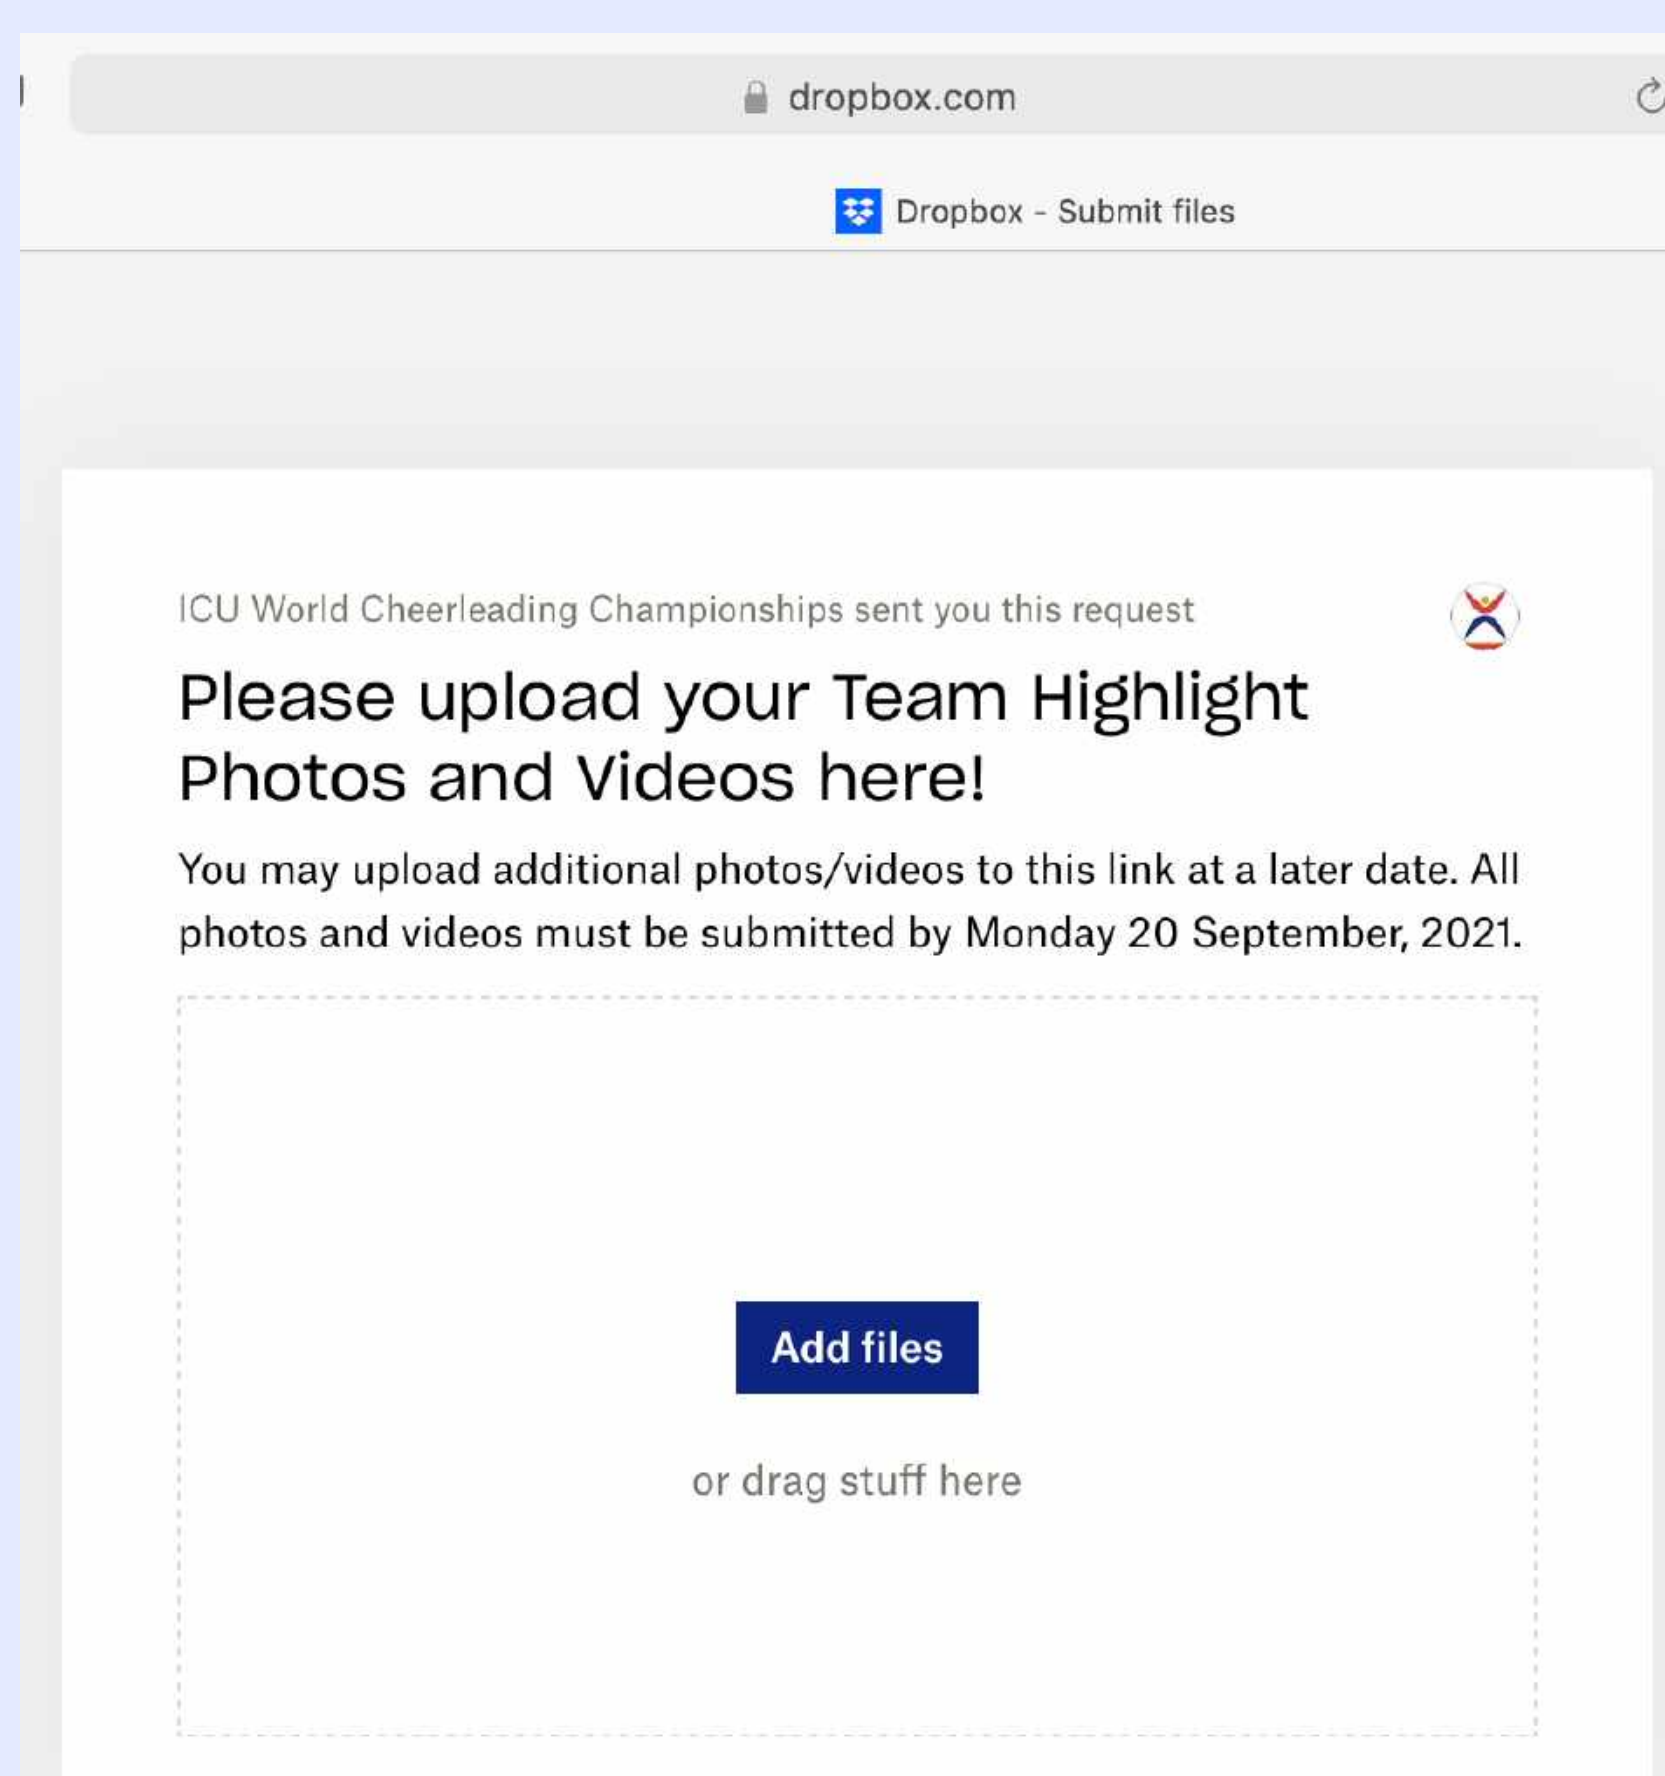 dropbox.com
Dropbox - Submit files
ICU World Cheerleading Championships sent you this request
Please upload your Team Highlight
Photos and Videos here!
You may upload additional photos/videos to this link at a later date. All
photos and videos must be submitted by Monday 20 September, 2021.
Add files
or drag stuff here